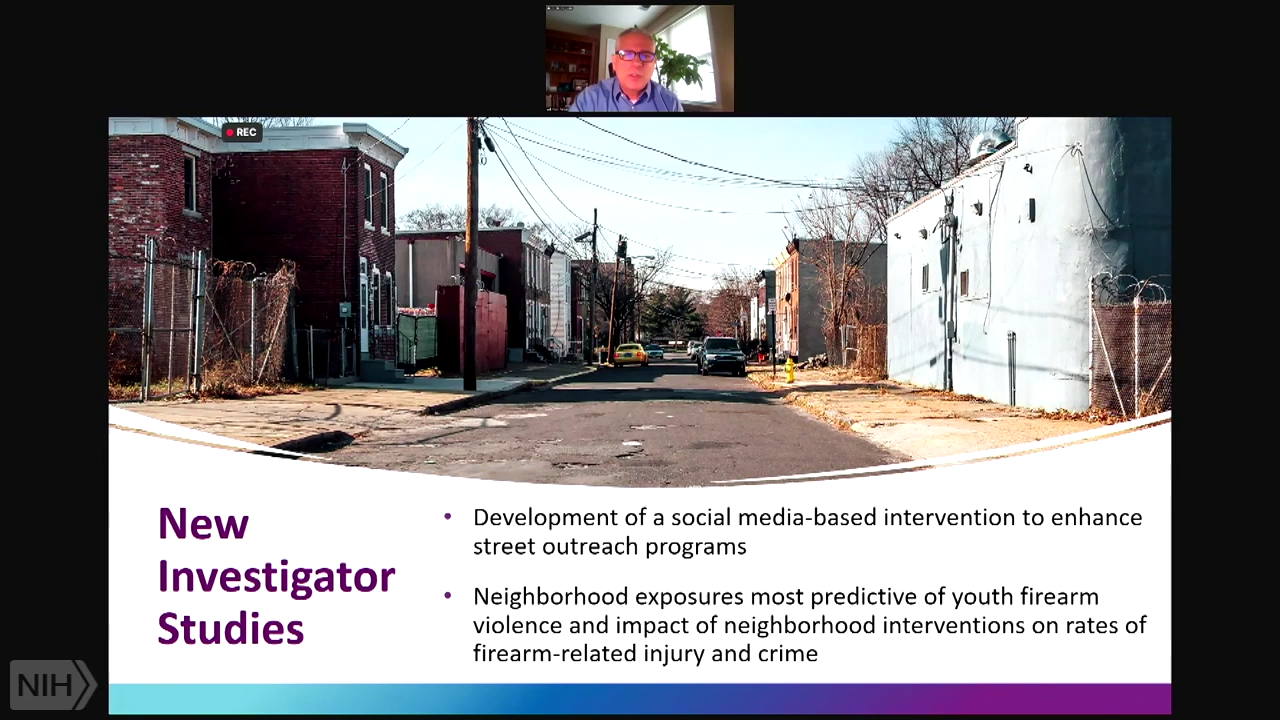 REC
New
Investigator
Studies
• Development of a social media-based intervention to enhance
street outreach programs
• Neighborhood exposures most predictive of youth firearm
violence and impact of neighborhood interventions on rates of
firearm-related injury and crime
NIH